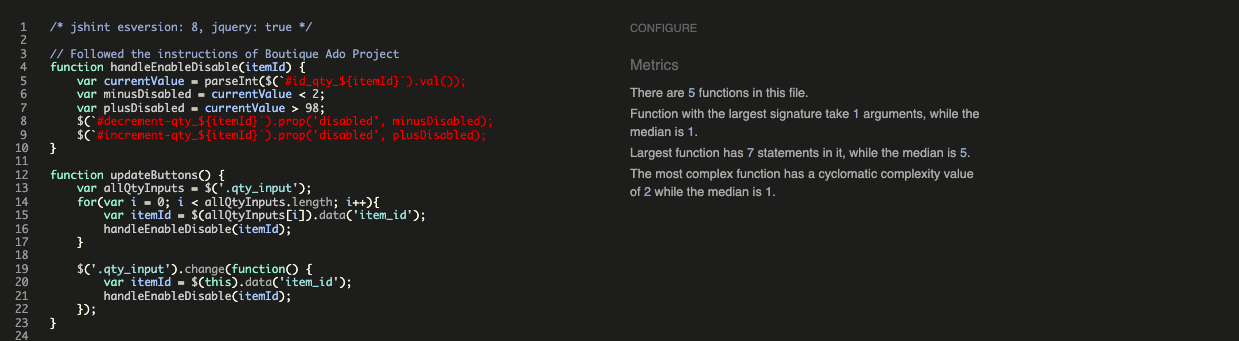 1 /* jshint esversion: 8, jquery: true */
2
3 // Followed the instructions of Boutique Ado Project
4 function handleEnableDisable(itemId) {
5     var currentValue = parseInt($(`#id_qty_${itemId}`).val());
6     var minusDisabled = currentValue < 2;
7     var plusDisabled = currentValue > 98;
8     $(`#decrement-qty_${itemId}`).prop('disabled', minusDisabled);
9     $(`#increment-qty_${itemId}`).prop('disabled', plusDisabled);
10 }
11
12 function updateButtons() {
13     var allQtyInputs = $('.qty_input');
14     for(var i = 0; i < allQtyInputs.length; i++){
15         var itemId = $(allQtyInputs[i]).data('item_id');
16         handleEnableDisable(itemId);
17     }
18
19     $('.qty_input').change(function() {
20         var itemId = $(this).data('item_id');
21         handleEnableDisable(itemId);
22     });
23 }
24
CONFIGURE
Metrics
There are 5 functions in this file.
Function with the largest signature take 1 arguments, while the
median is 1.
Largest function has 7 statements in it, while the median is 5.
The most complex function has a cyclomatic complexity value
of 2 while the median is 1.